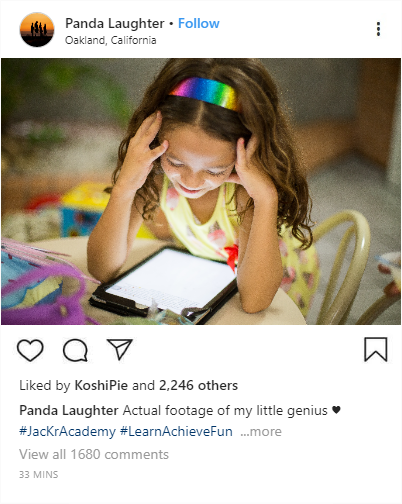 Panda Laughter • Follow
Oakland, California
Liked by KoshiPie and 2,246 others
Panda Laughter Actual footage of my little genius ♥
#JacKrAcademy #LearnAchieveFun ...more
View all 1680 comments
33 MINS